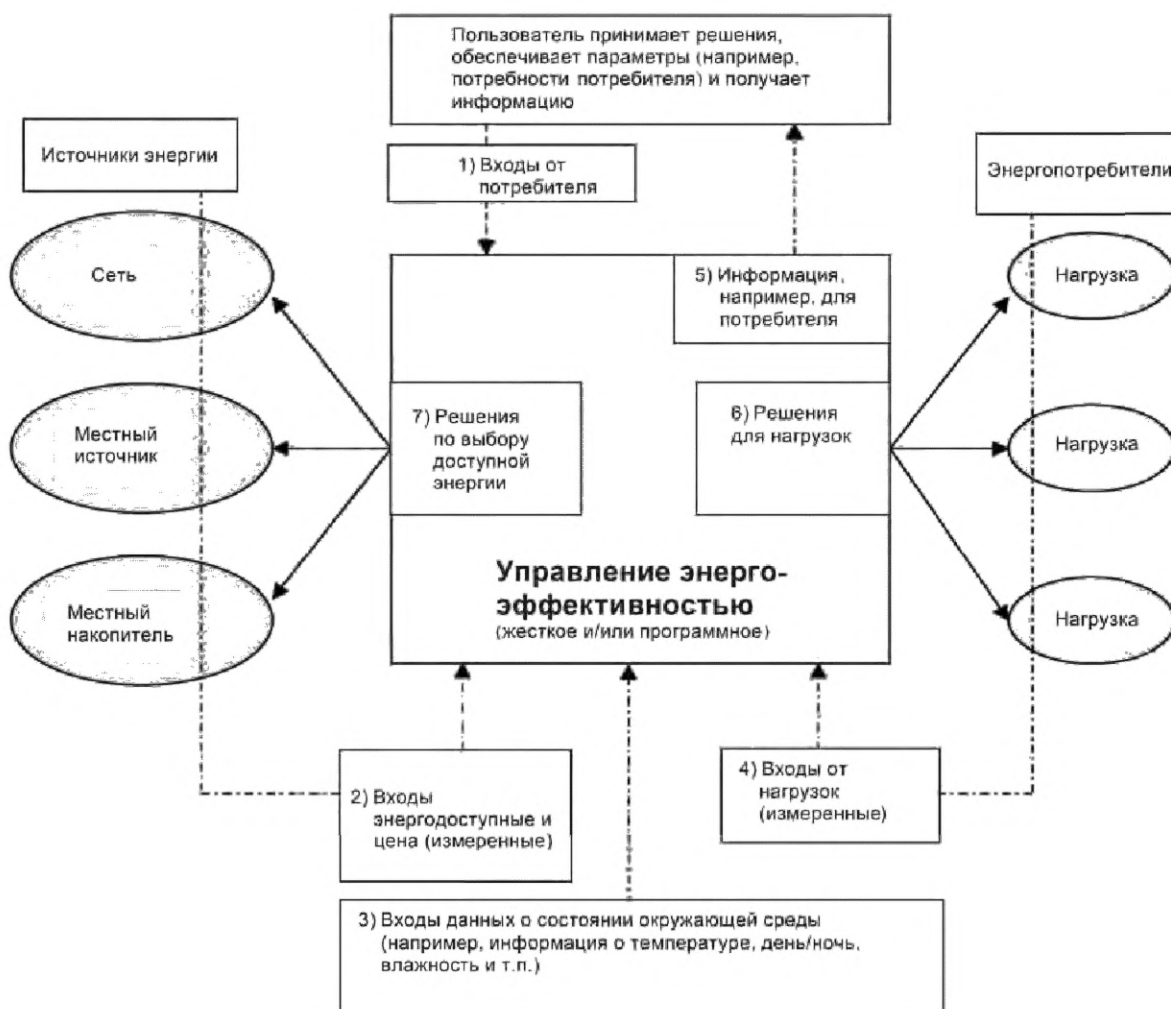 Пользователь принимает решения,
обеспечивает параметры (например,
потребности потребителя) и получает
информацию
Источники энергии
1) Входы от
потребителя
Энергопотребители
Сеть
5) Информация,
например, для
потребителя
Нагрузка
Местный
источник
7) Решения
по выбору
доступной
энергии
6) Решения
для нагрузок
Нагрузка
Управление энерго-
эффективностью
(жесткое и/или программное)
Местный
накопитель
Нагрузка
2) Входы
энергодоступные и
цена (измеренные)
4) Входы от
нагрузок
(измеренные)
3) Входы данных о состоянии окружающей среды
(например, информация о температуре, день/ночь,
влажность и т.п.)